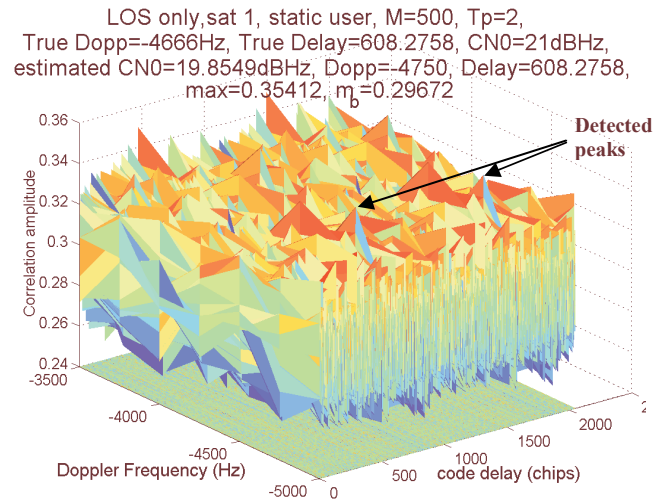 LOS only,sat 1, static user, M=500, Tp=2,
True Dopp=-4666Hz, True Delay=608.2758, CN0=21dBHz,
estimated CN0=19.8549dBHz, Dopp=-4750, Delay=608.2758,
max=0.35412, m_b=0.29672
Detected
peaks
0.36
0.34
0.32
0.3
0.28
0.26
0.24
Correlation amplitude
-3500
-4000
-4500
-5000
Doppler Frequency (Hz)
0
500
1000
1500
2000
2
code delay (chips)